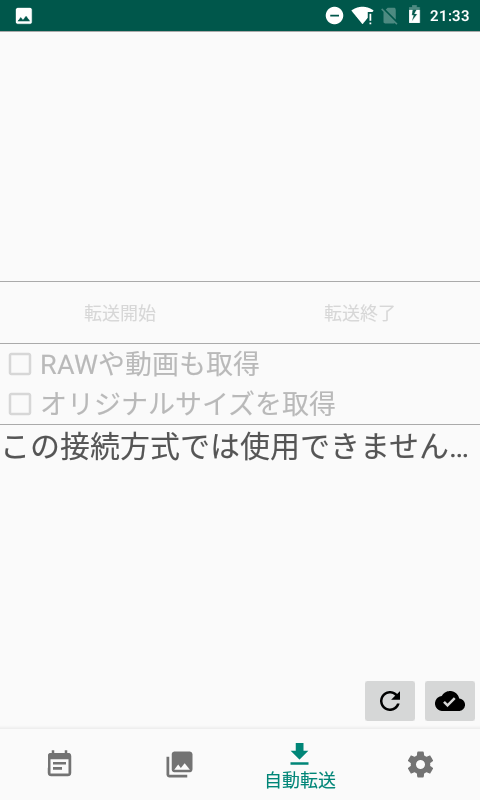 21:33
転送開始 転送終了
RAWや動画も取得
オリジナルサイズを取得
この接続方式では使用できません...
自動転送